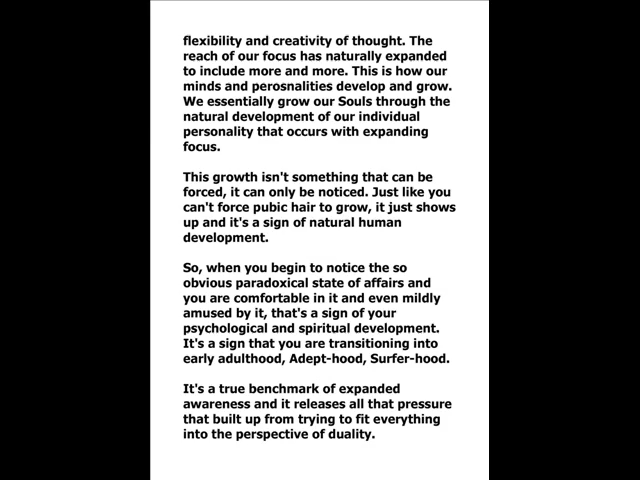 flexibility and creativity of thought. The
reach of our focus has naturally expanded
to include more and more. This is how our
minds and perosnalities develop and grow.
We essentially grow our Souls through the
natural development of our individual
personality that occurs with expanding
focus.
This growth isn't something that can be
forced, it can only be noticed. Just like you
can't force pubic hair to grow, it just shows
up and it's a sign of natural human
development.
So, when you begin to notice the so
obvious paradoxical state of affairs and
you are comfortable in it and even mildly
amused by it, that's a sign of your
psychological and spiritual development.
It's a sign that you are transitioning into
early adulthood, Adept-hood, Surfer-hood.
It's a true benchmark of expanded
awareness and it releases all that pressure
that built up from trying to fit everything
into the perspective of duality.